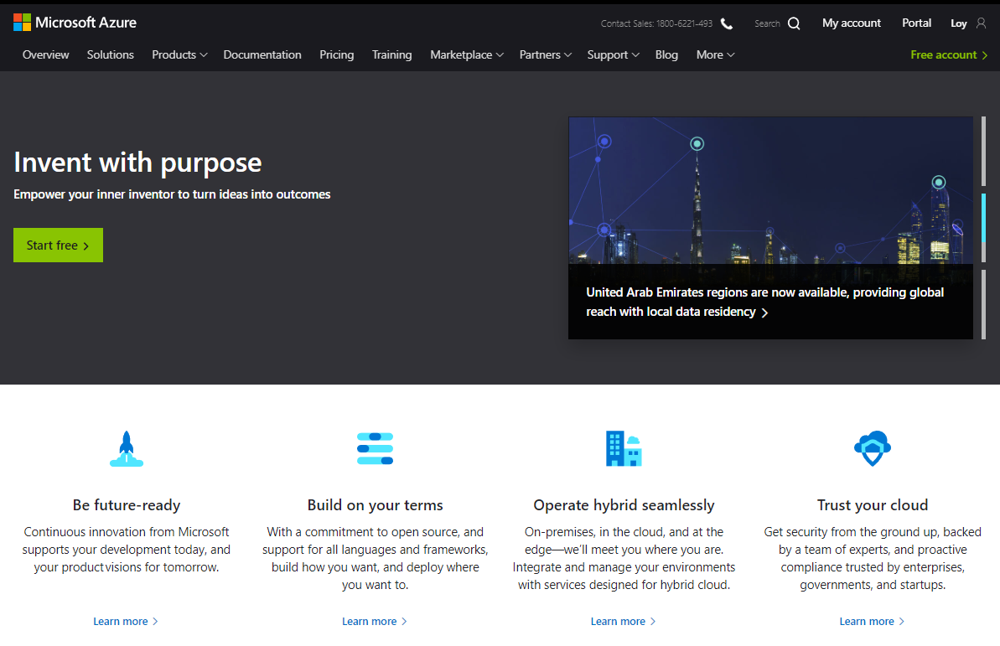 Microsoft Azure
Contact Sales: 1800-6221-493
Search
My account
Portal
Loy
Overview
Solutions
Products
Documentation
Pricing
Training
Marketplace
Partners
Support
Blog
More
Free account
Invent with purpose
Empower your inner inventor to turn ideas into outcomes
Start free
United Arab Emirates regions are now available, providing global
reach with local data residency
Be future-ready
Continuous innovation from Microsoft
supports your development today, and
your product visions for tomorrow.
Learn more
Build on your terms
With a commitment to open source, and
support for all languages and frameworks,
build how you want, and deploy where
you want to.
Learn more
Operate hybrid seamlessly
On-premises, in the cloud, and at the
edge—we'll meet you where you are.
Integrate and manage your environments
with services designed for hybrid cloud.
Learn more
Trust your cloud
Get security from the ground up, backed
by a team of experts, and proactive
compliance trusted by enterprises,
governments, and startups.
Learn more